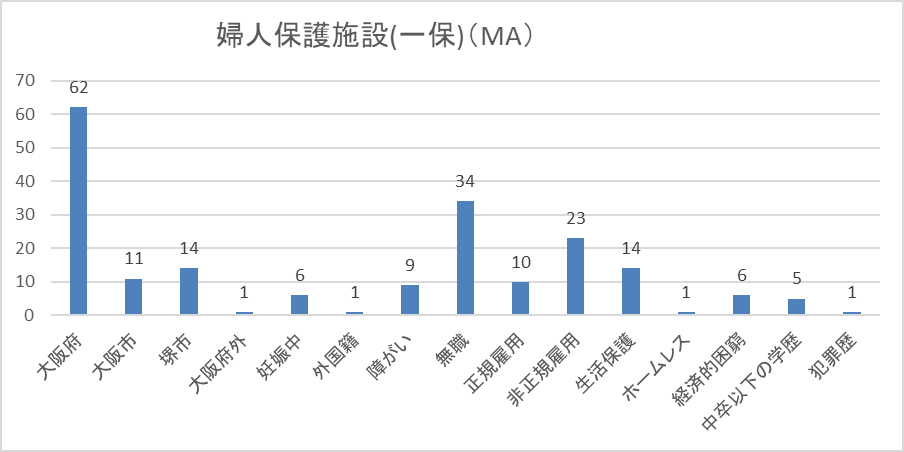 婦人保護施設(一保)（MA）
70
60
50
40
30
20
10
0
62
11
14
1
6
1
9
34
10
23
14
1
6
5
1
大阪府
大阪市
堺市
大阪府外
妊娠中
外国籍
障がい
無職
正規雇用
非正規雇用
生活保護
ホームレス
経済的困窮
中卒以下の学歴
犯罪歴